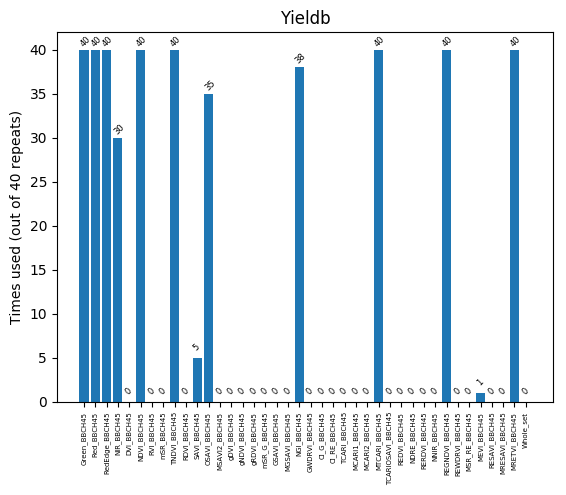 Yieldb
Times used (out of 40 repeats)
40
35
30
25
20
15
10
5
0
40 40 40 30 0 40 0 0 40 0 5 35 0 0 0 0 0 0 0 38 0 0 0 0 0 0 40 0 0 0 0 0 40 0 0 1 0 0 40 0
Green_BBCH45
Red_BBCH45
RedEdge_BBCH45
NIR_BBCH45
DVI_BBCH45
NDVI_BBCH45
RVI_BBCH45
mSR_BBCH45
TNDVI_BBCH45
RDVI_BBCH45
SAVI_BBCH45
OSAVI_BBCH45
MSAVI2_BBCH45
gDVI_BBCH45
gNDVI_BBCH45
gRDVI_BBCH45
mSR_G_BBCH45
GSAVI_BBCH45
MGSAVI_BBCH45
NGI_BBCH45
GWDRVI_BBCH45
CI_G_BBCH45
CI_RE_BBCH45
TCARI_BBCH45
MCARI1_BBCH45
MCARI2_BBCH45
MTCARI_BBCH45
TCARIOSAVI_BBCH45
REDVI_BBCH45
NDRE_BBCH45
RERDVI_BBCH45
NNIR_BBCH45
REGNDVI_BBCH45
REWDRVI_BBCH45
MSR_RE_BBCH45
MEVI_BBCH45
RESAVI_BBCH45
MRESAVI_BBCH45
MRETVI_BBCH45
Whole_set